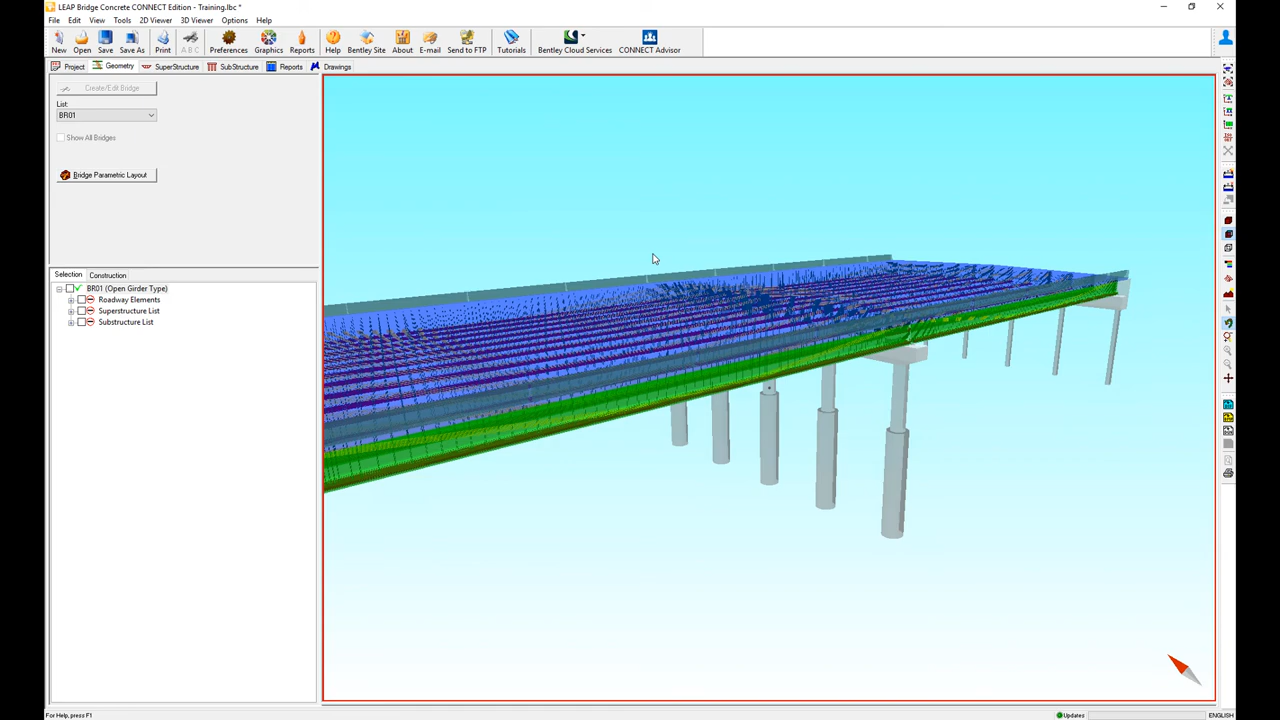 LEAP Bridge Concrete CONNECT Edition - Training.lbc *
File Edit View Tools 2D Viewer 3D Viewer Options Help
New Open Save Save As Print A B C Preferences Graphics Reports Help Bentley Site About E-mail Send to FTP Tutorials Bentley Cloud Services CONNECT Advisor
Project Geometry SuperStructure SubStructure Reports Drawings
Create/Edit Bridge
List:
BR01
Show All Bridges
Bridge Parametric Layout
Selection Construction
BR01 (Open Girder Type)
Roadway Elements
Superstructure List
Substructure List
For Help, press F1
Updates
ENGLISH